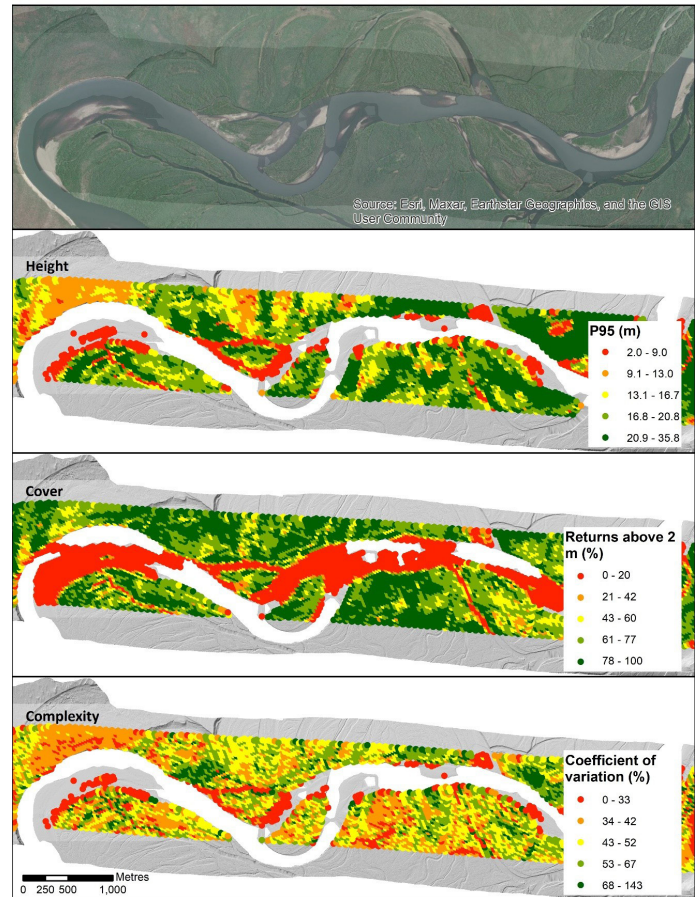 Source: Esri, Maxar, Earthstar Geographics, and the GIS
User Community
Height
P95 (m)
2.0 - 9.0
9.1 - 13.0
13.1 - 16.7
16.8 - 20.8
20.9 - 35.8
Cover
Returns above 2
m (%)
0 - 20
21 - 42
43 - 60
61 - 77
78 - 100
Complexity
Coefficient of
variation (%)
0 - 33
34 - 42
43 - 52
53 - 67
68 - 143
Metres
0 250 500 1,000